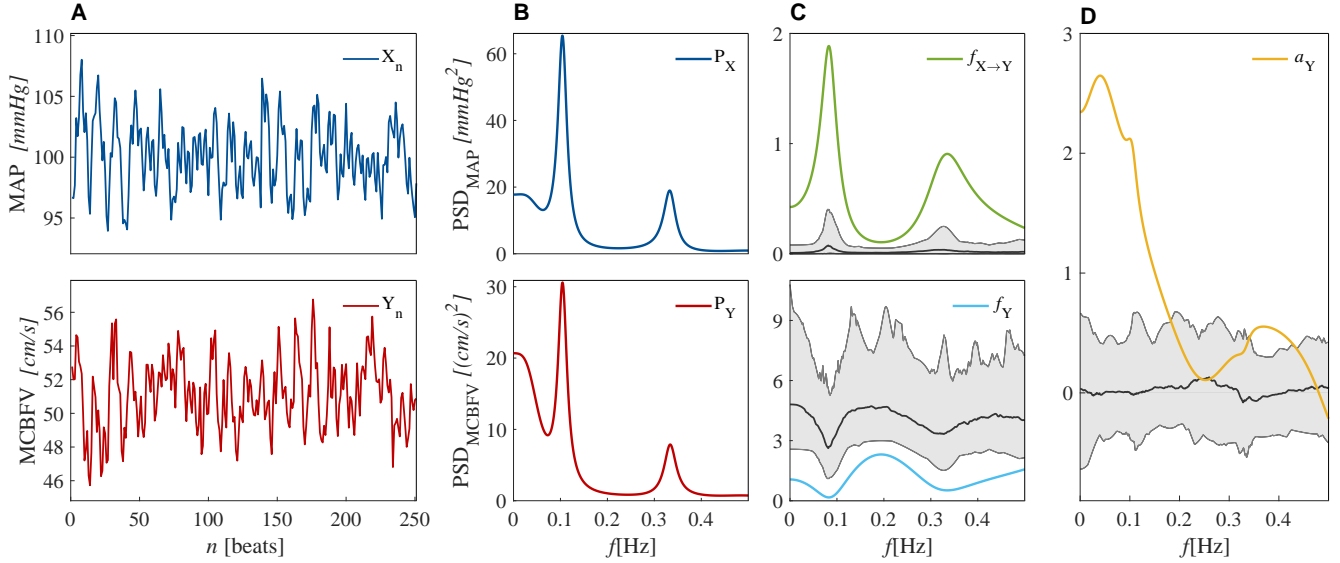 A
MAP [mmHg]
110
105
100
95
X_n
MCBFV [cm/s]
56
54
52
50
48
46
Y_n
0 50 100 150 200 250
n [beats]
B
PSD_MAP [mmHg^2]
60
40
20
0
P_X
PSD_MCBFV [(cm/s)^2]
30
20
10
0
P_Y
0 0.1 0.2 0.3 0.4
f[Hz]
C
2
1
0
f_X→Y
9
6
3
0
f_Y
0 0.1 0.2 0.3 0.4
f[Hz]
D
3
2
1
0
a_Y
0 0.1 0.2 0.3 0.4
f[Hz]